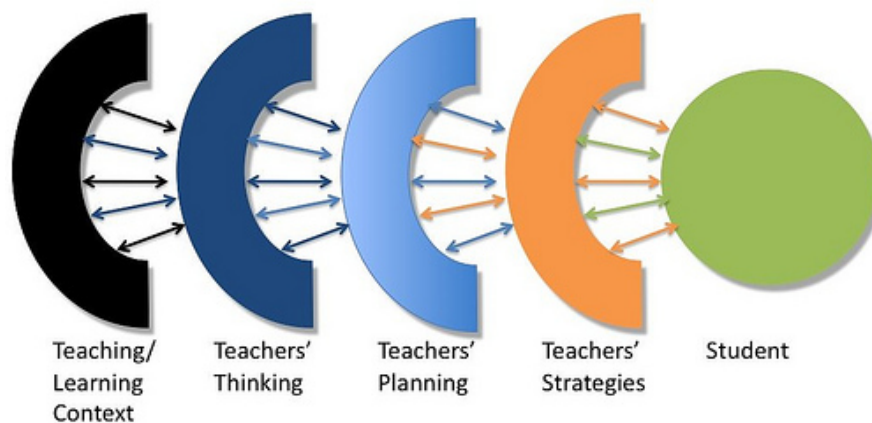 Teaching/
Learning
Context
Teachers’
Thinking
Teachers’
Planning
Teachers’
Strategies
Student